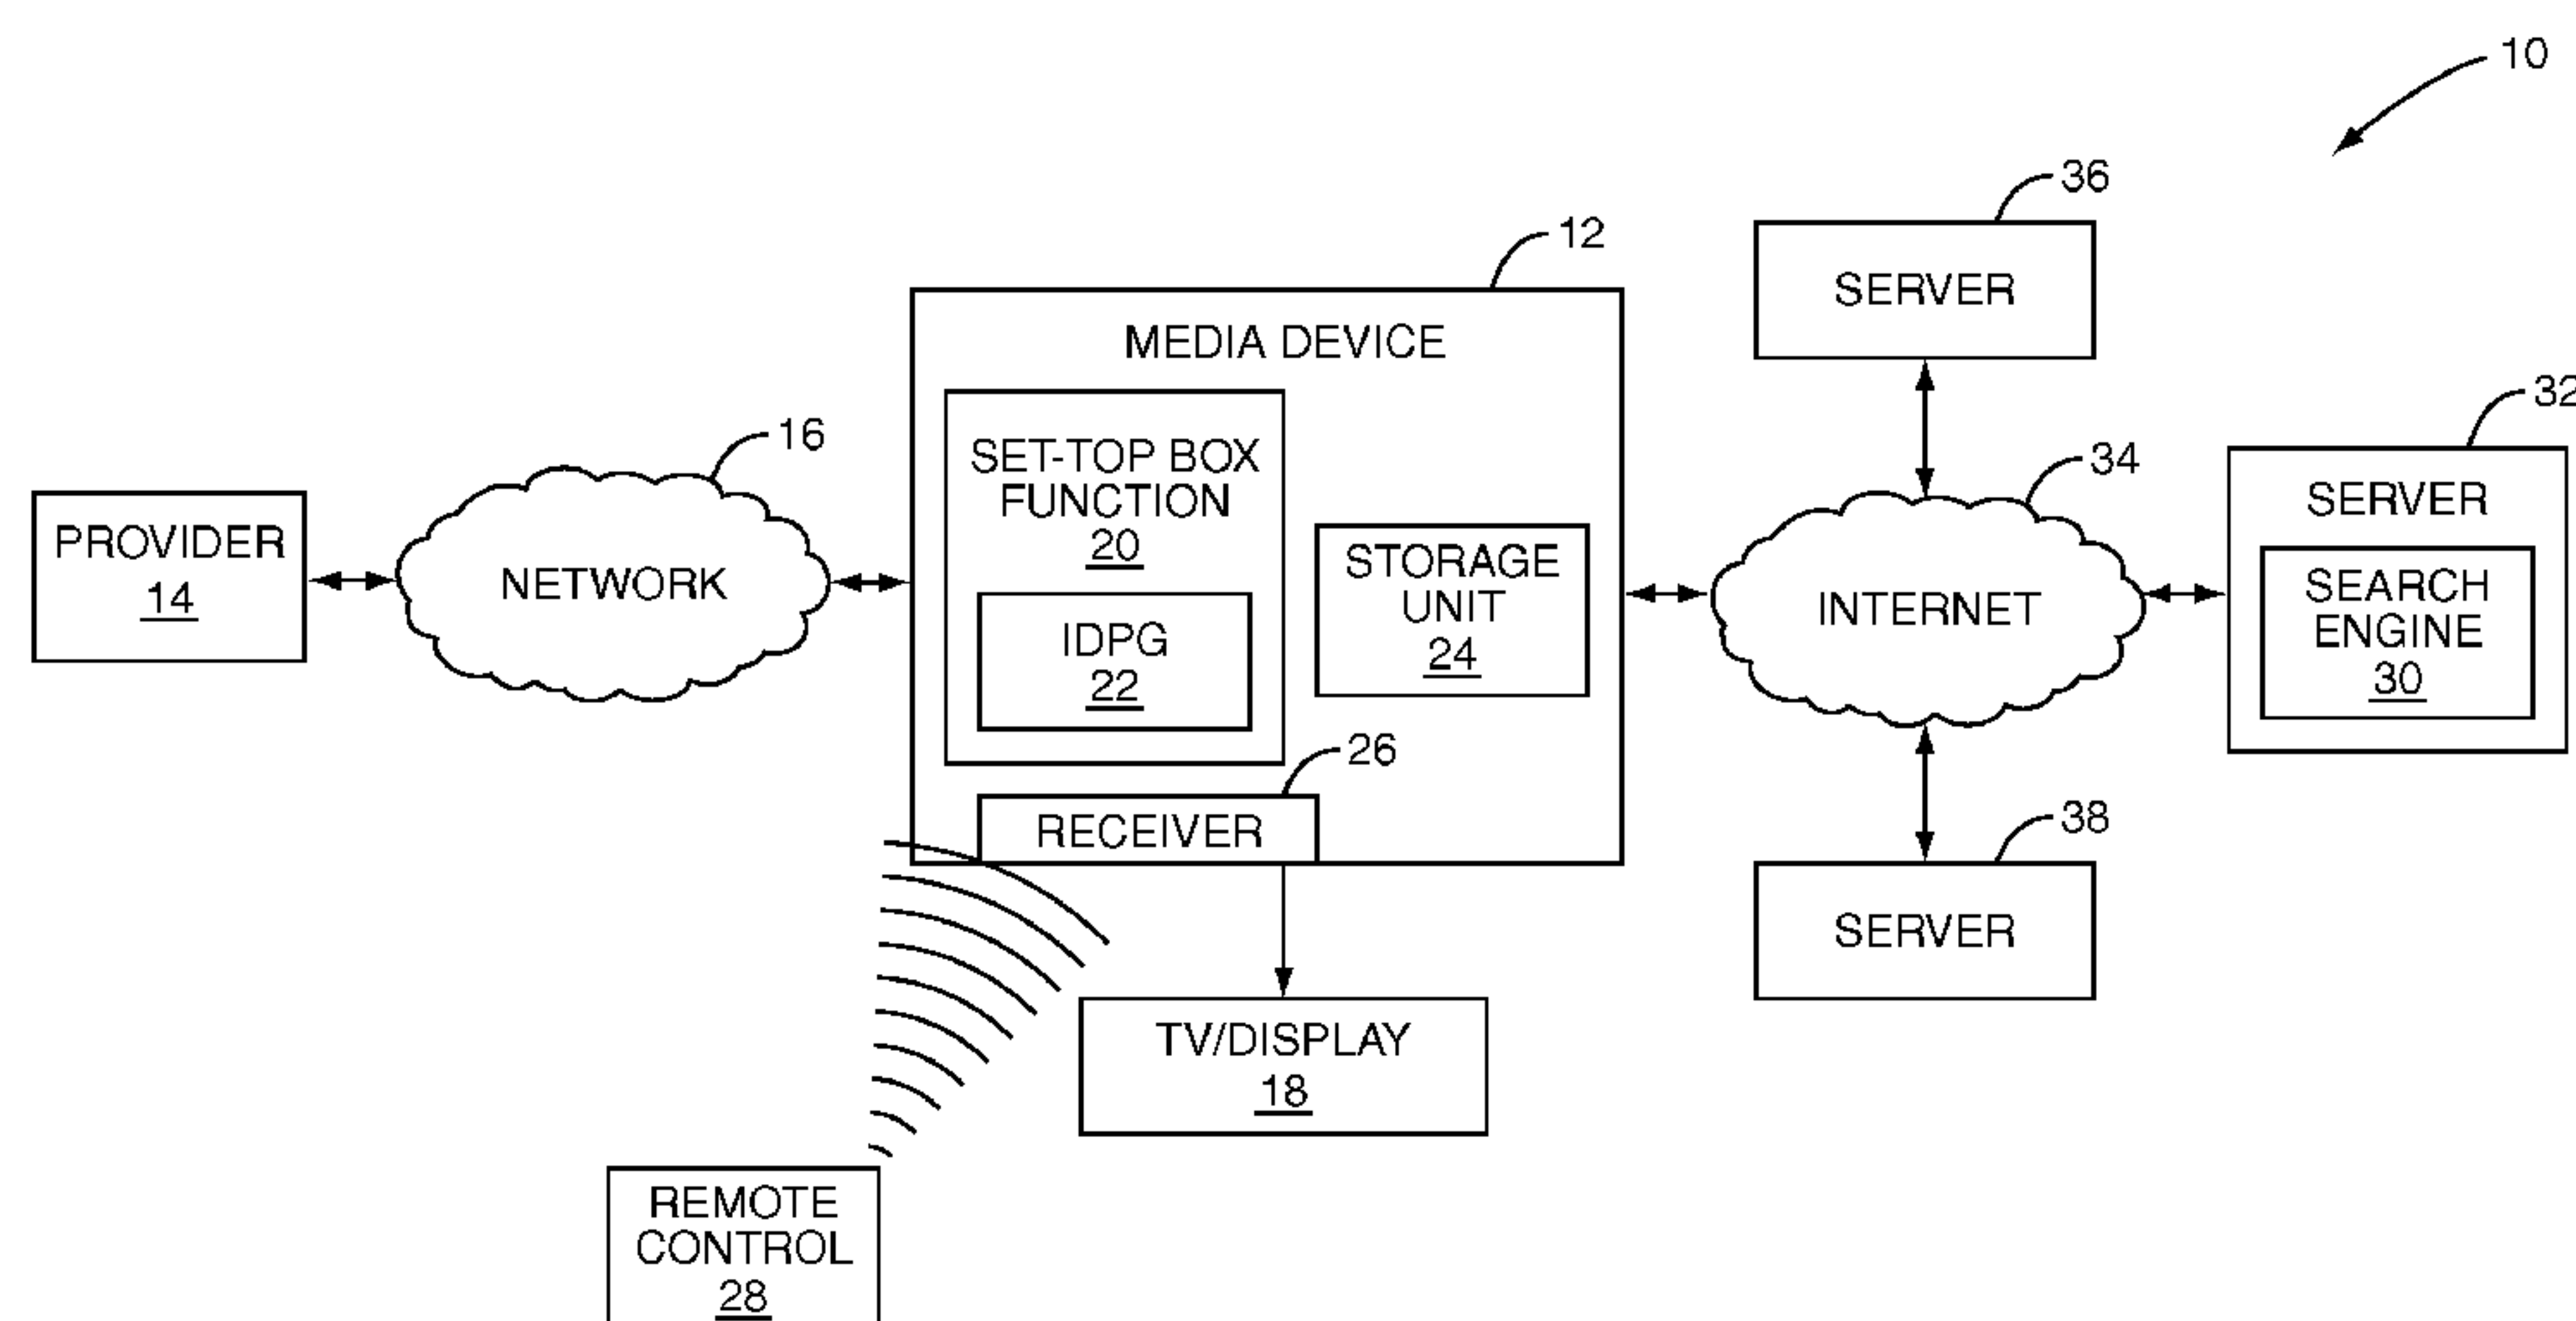 10
36
SERVER
12
MEDIA DEVICE
SET-TOP BOX
FUNCTION
20
IDPG
22
STORAGE
UNIT
24
26
RECEIVER
16
NETWORK
PROVIDER
14
34
INTERNET
32
SERVER
SEARCH
ENGINE
30
38
SERVER
TV/DISPLAY
18
REMOTE
CONTROL
28